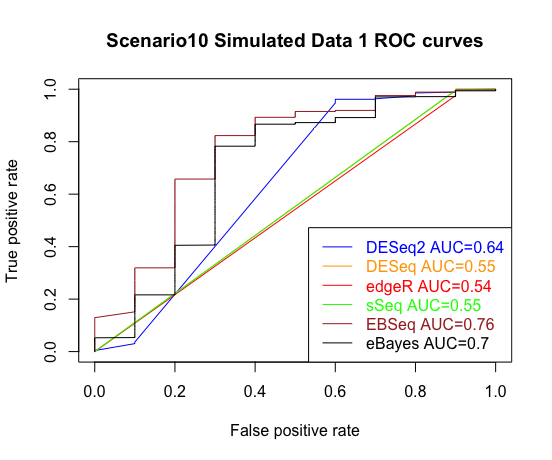 Scenario10 Simulated Data 1 ROC curves
True positive rate
1.0
0.8
0.6
0.4
0.2
0.0
DESeq2 AUC=0.64
DESeq AUC=0.55
edgeR AUC=0.54
sSeq AUC=0.55
EBSeq AUC=0.76
eBayes AUC=0.7
0.0 0.2 0.4 0.6 0.8 1.0
False positive rate